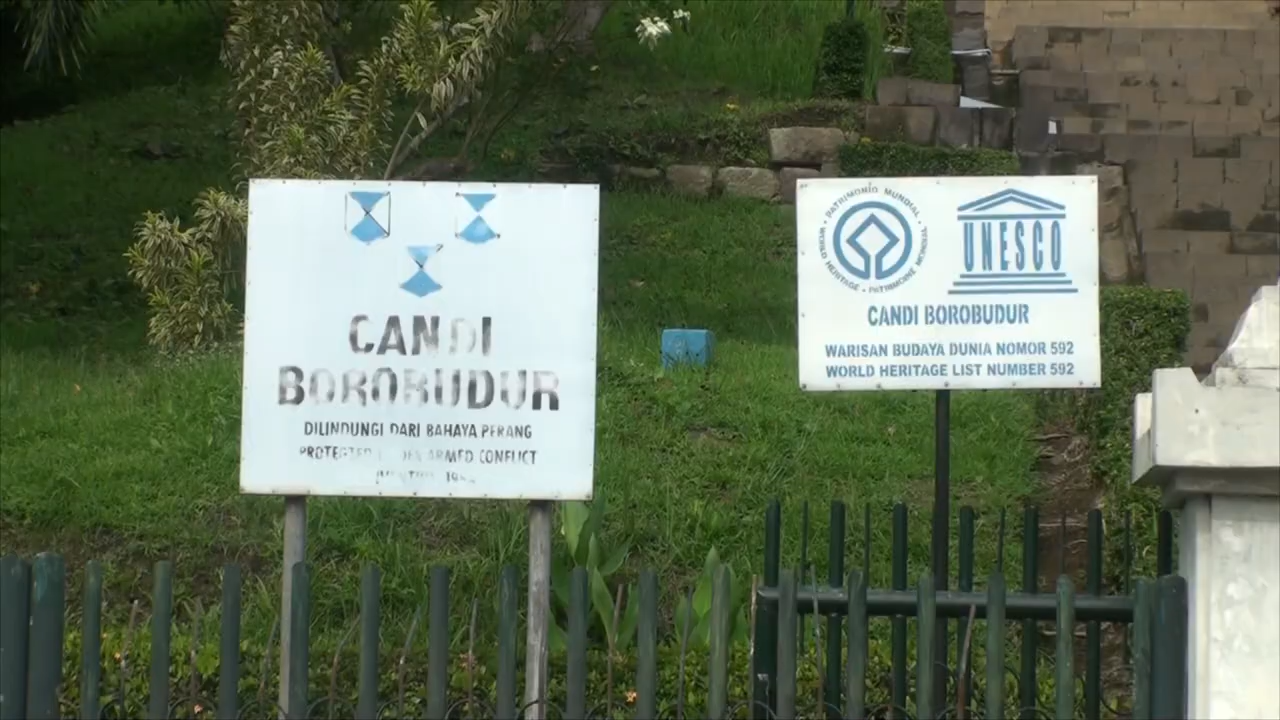 CANDI
BOROBUDUR
DILINDUNGI DARI BAHAYA PERANG
PROTECTED ARMED CONFLICT
PATRIMONIO MUNDIAL • WORLD HERITAGE • PATRIMOINE MONDIAL •
UNESCO
CANDI BOROBUDUR
WARISAN BUDAYA DUNIA NOMOR 592
WORLD HERITAGE LIST NUMBER 592